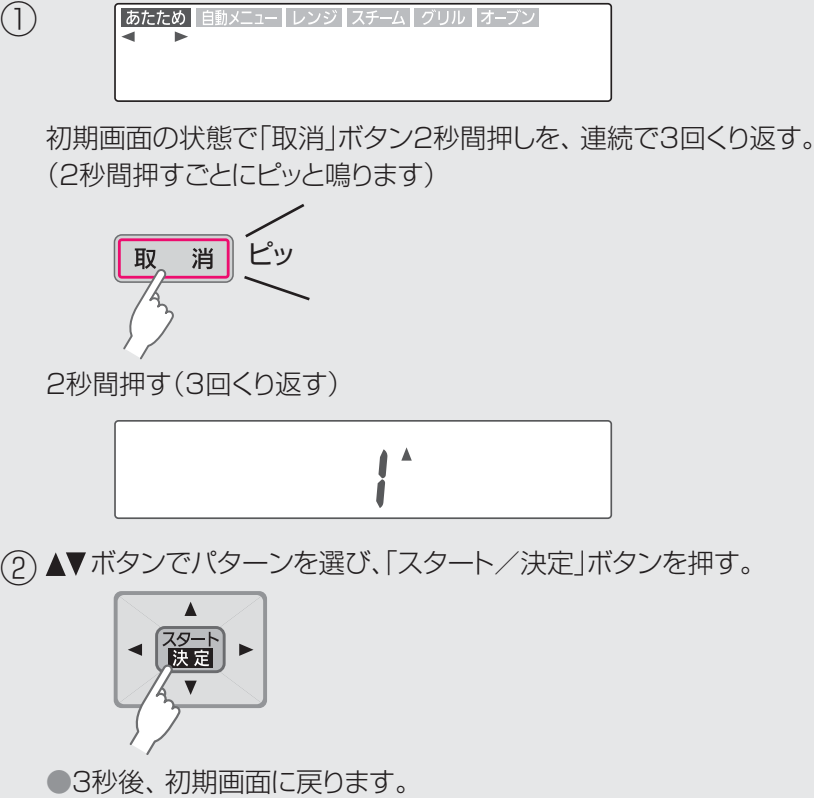 ①
あたため 自動メニュー レンジ スチーム グリル オーブン
◀ ▶
初期画面の状態で「取消」ボタン2秒間押しを、連続で3回くり返す。
（2秒間押すごとにピッと鳴ります）
取 消 ピッ
2秒間押す（3回くり返す）
1▲
② ▲▼ボタンでパターンを選び、「スタート／決定」ボタンを押す。
▲
◀ スタート ▶
決定
▼
●3秒後、初期画面に戻ります。